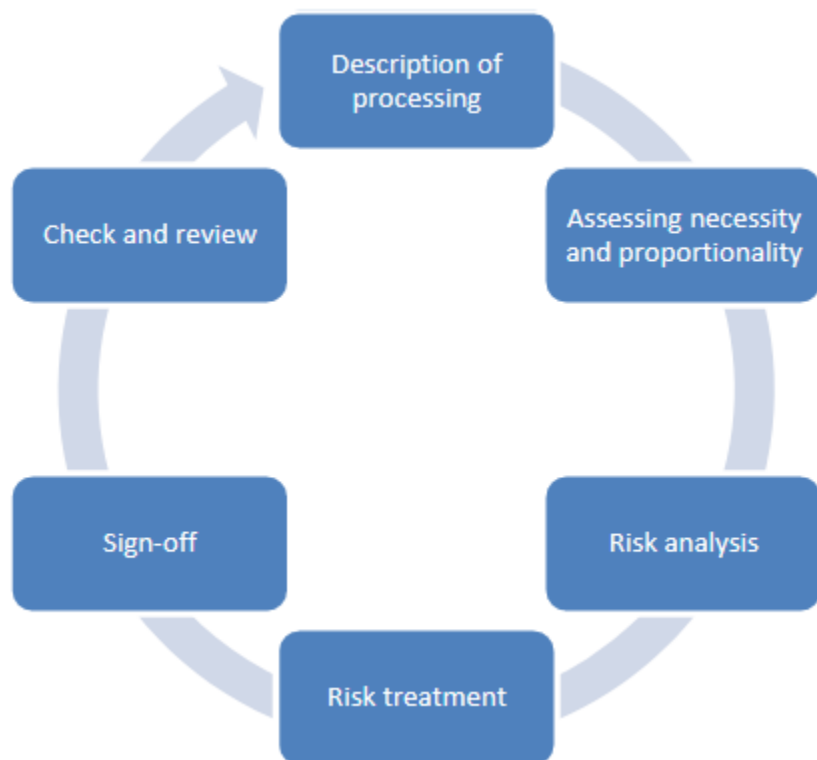 Description of
processing
Assessing necessity
and proportionality
Risk analysis
Risk treatment
Sign-off
Check and review